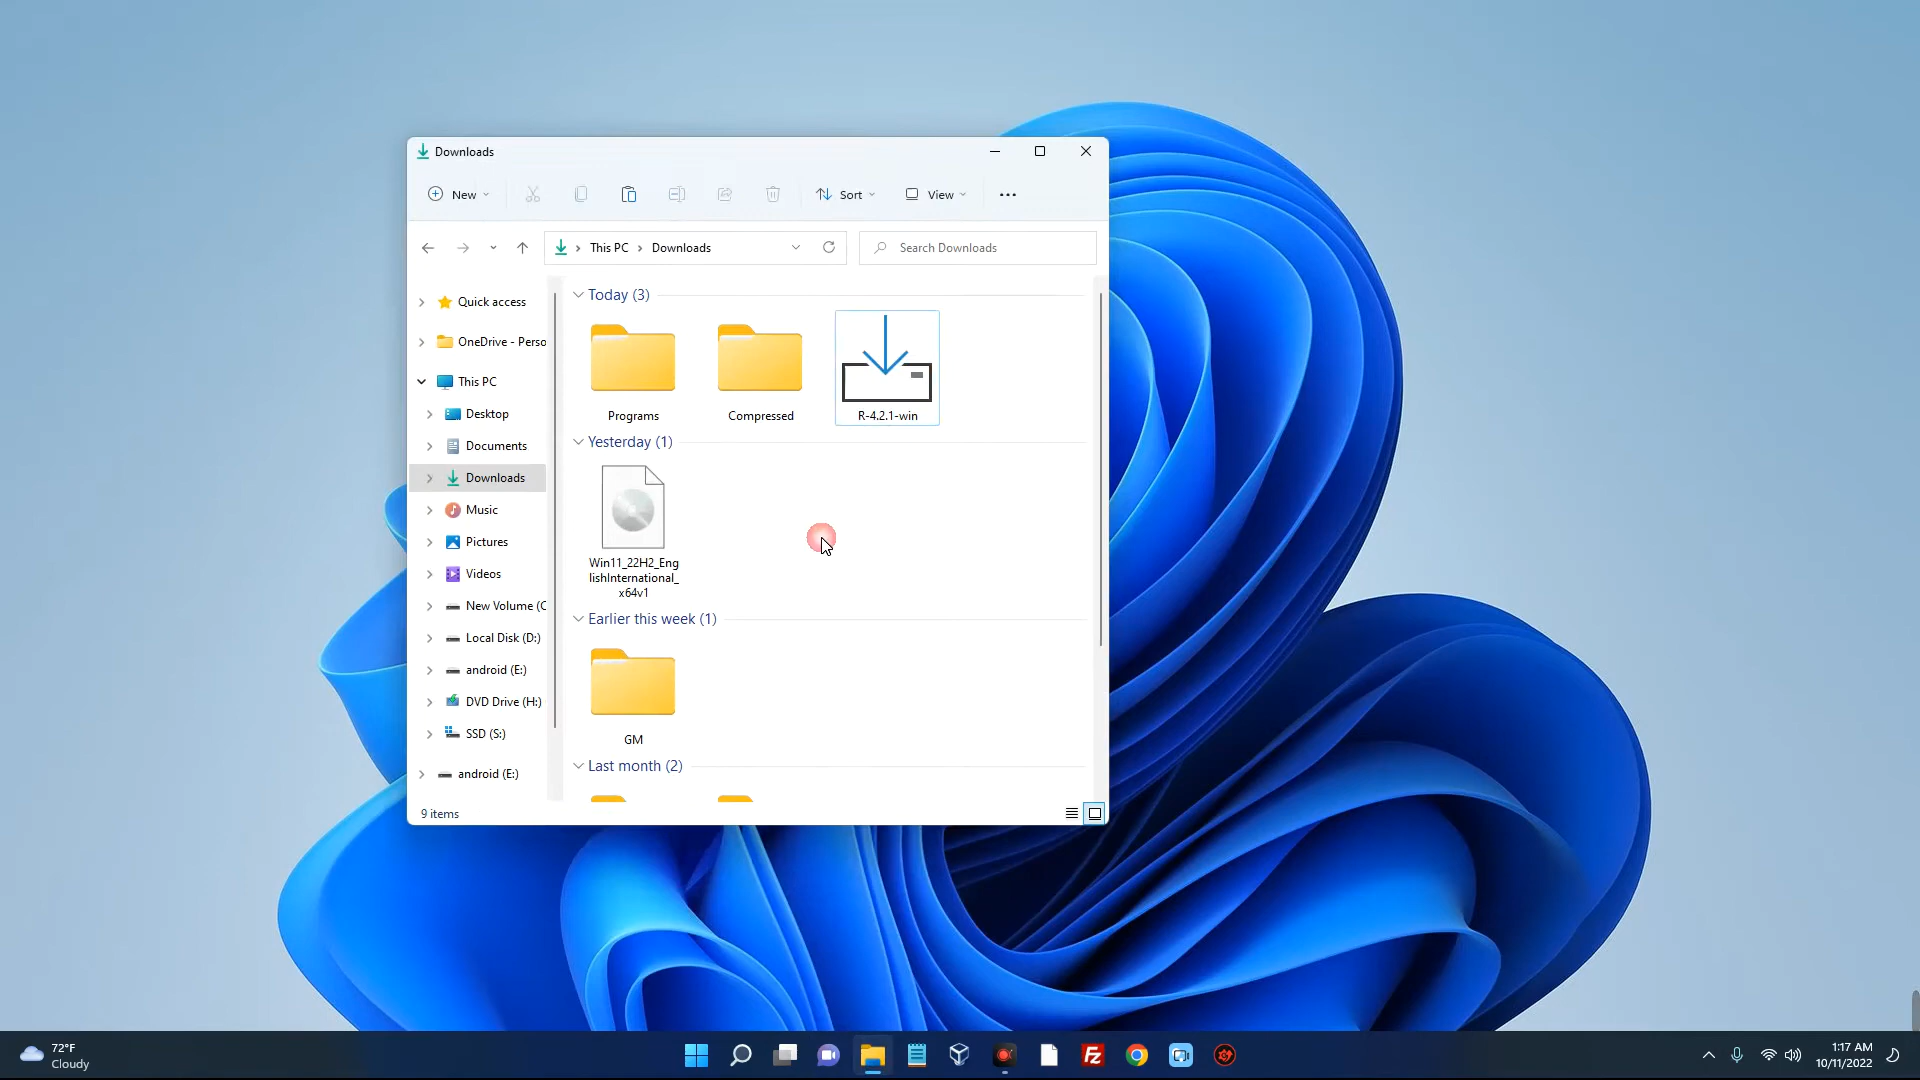 Downloads
New
Sort
View
This PC
Downloads
Search Downloads
Quick access
OneDrive - Perso
This PC
Desktop
Documents
Downloads
Music
Pictures
Videos
New Volume (C
Local Disk (D:)
android (E:)
DVD Drive (H:)
SSD (S:)
android (E:)
Today (3)
Programs
Compressed
R-4.2.1-win
Yesterday (1)
Win11_22H2_Eng
lishInternational_
x64v1
Earlier this week (1)
GM
Last month (2)
9 items
72°F
Cloudy
Fz
1:17 AM
10/11/2022